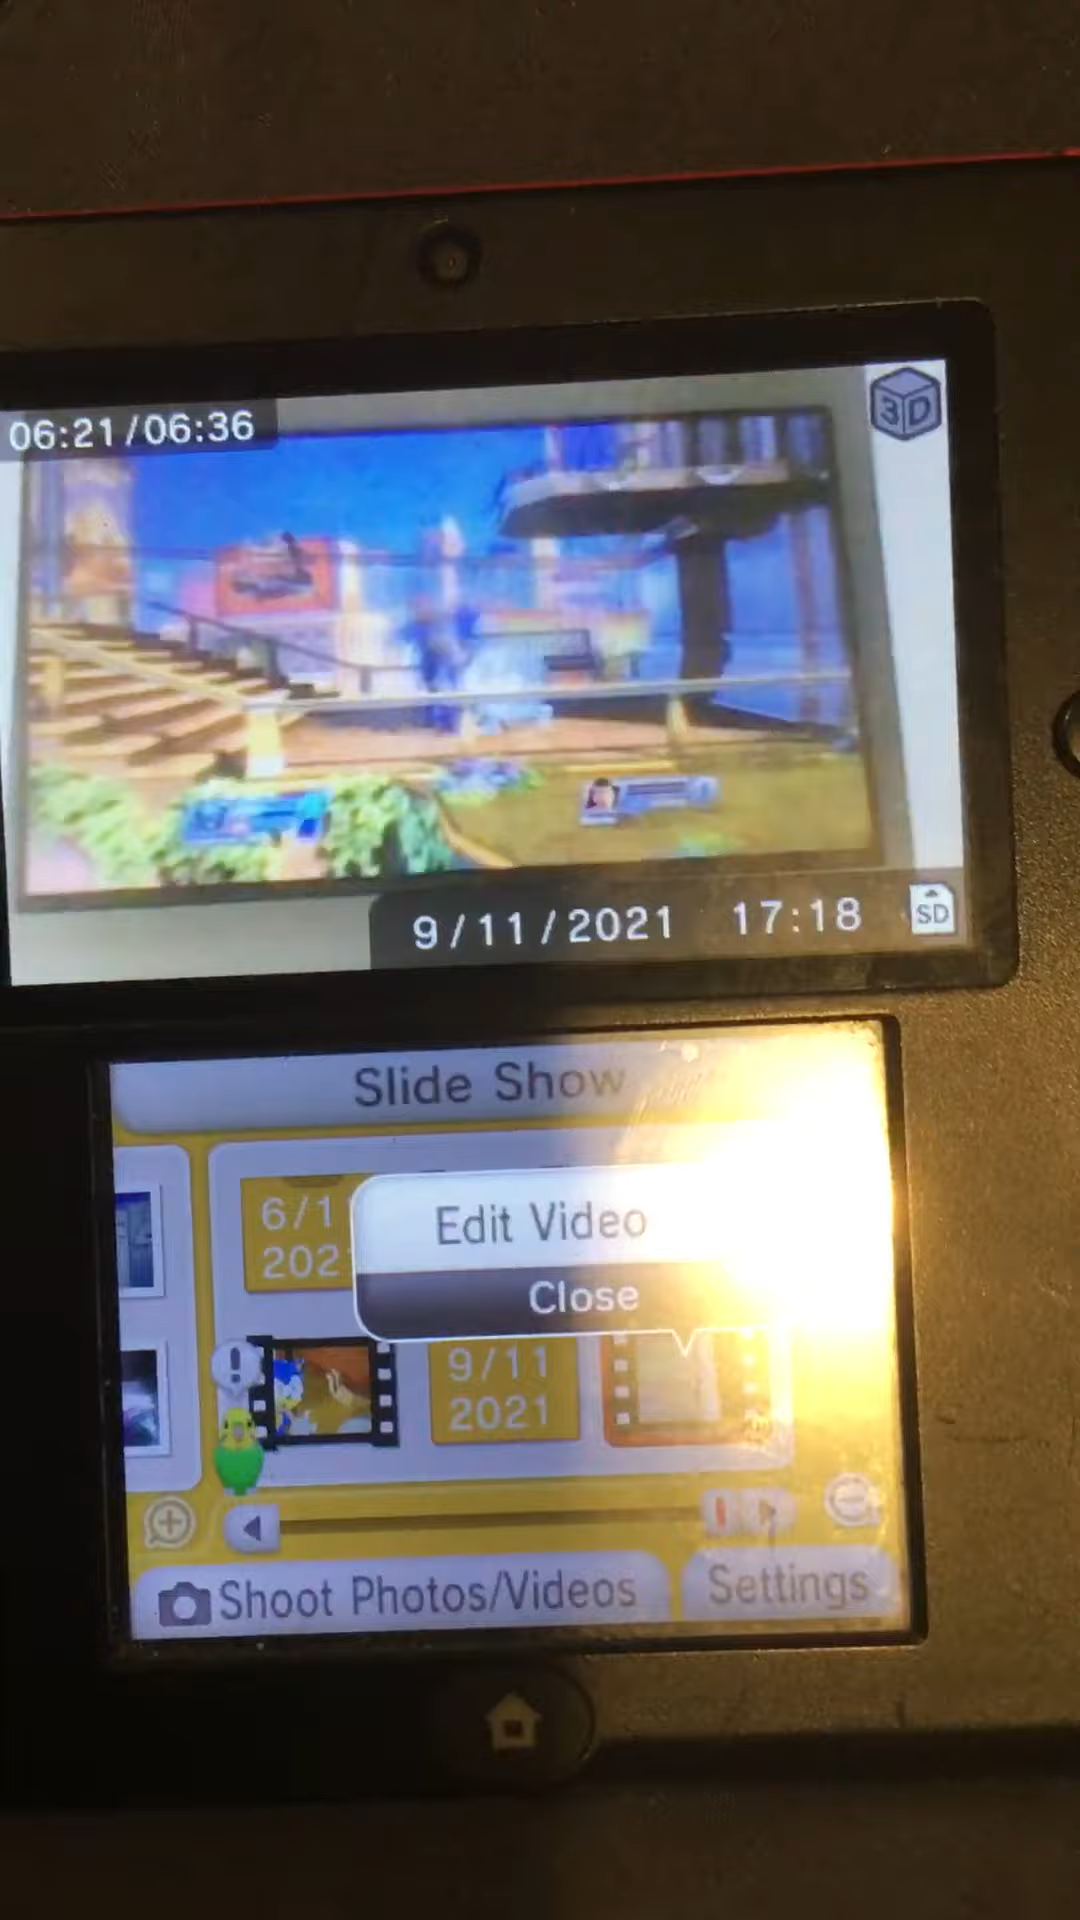 06:21/06:36
3D
9/11/2021 17:18
SD
Slide Show
6/1
202
Edit Video
Close
9/11
2021
Shoot Photos/Videos
Settings